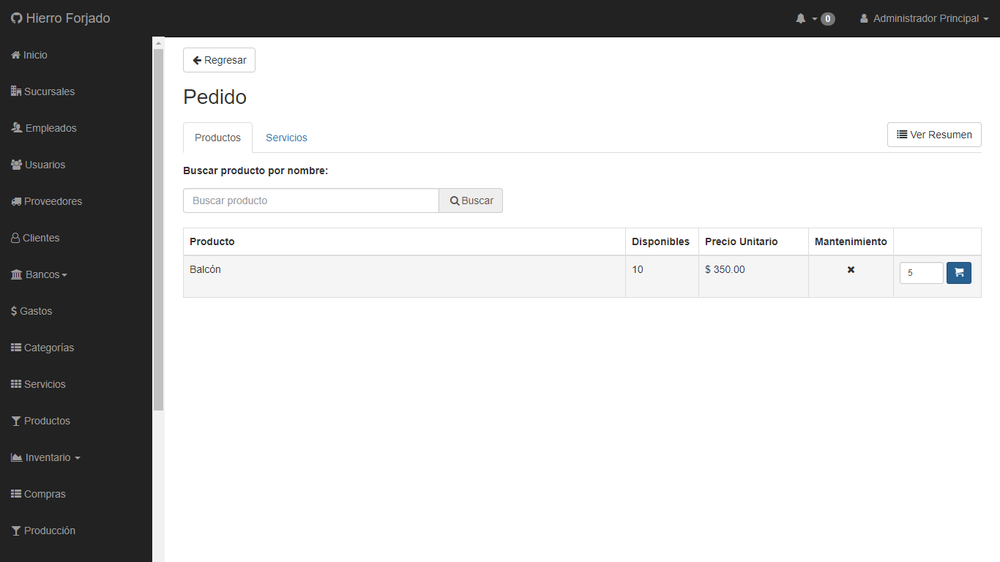 Hierro Forjado
0
Administrador Principal
Inicio
Sucursales
Empleados
Usuarios
Proveedores
Clientes
Bancos
$ Gastos
Categorías
Servicios
Productos
Inventario
Compras
Producción
Regresar
Pedido
Productos
Servicios
Ver Resumen
Buscar producto por nombre:
Buscar producto
Buscar
Producto Disponibles Precio Unitario Mantenimiento
Balcón 10 $ 350.00 5